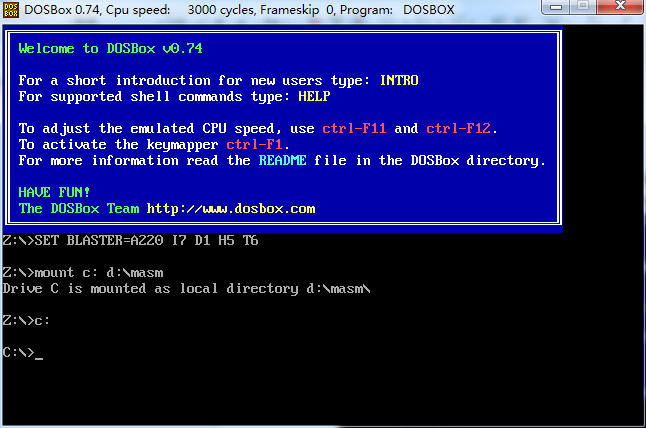 DOSBox 0.74, Cpu speed: 3000 cycles, Frameskip 0, Program: DOSBOX
Welcome to DOSBox v0.74
For a short introduction for new users type: INTRO
For supported shell commands type: HELP
To adjust the emulated CPU speed, use ctrl-F11 and ctrl-F12.
To activate the keymapper ctrl-F1.
For more information read the README file in the DOSBox directory.
HAVE FUN!
The DOSBox Team http://www.dosbox.com
Z:\>SET BLASTER=A220 I7 D1 H5 T6
Z:\>mount c: d:\masm
Drive C is mounted as local directory d:\masm\
Z:\>c:
C:\>_